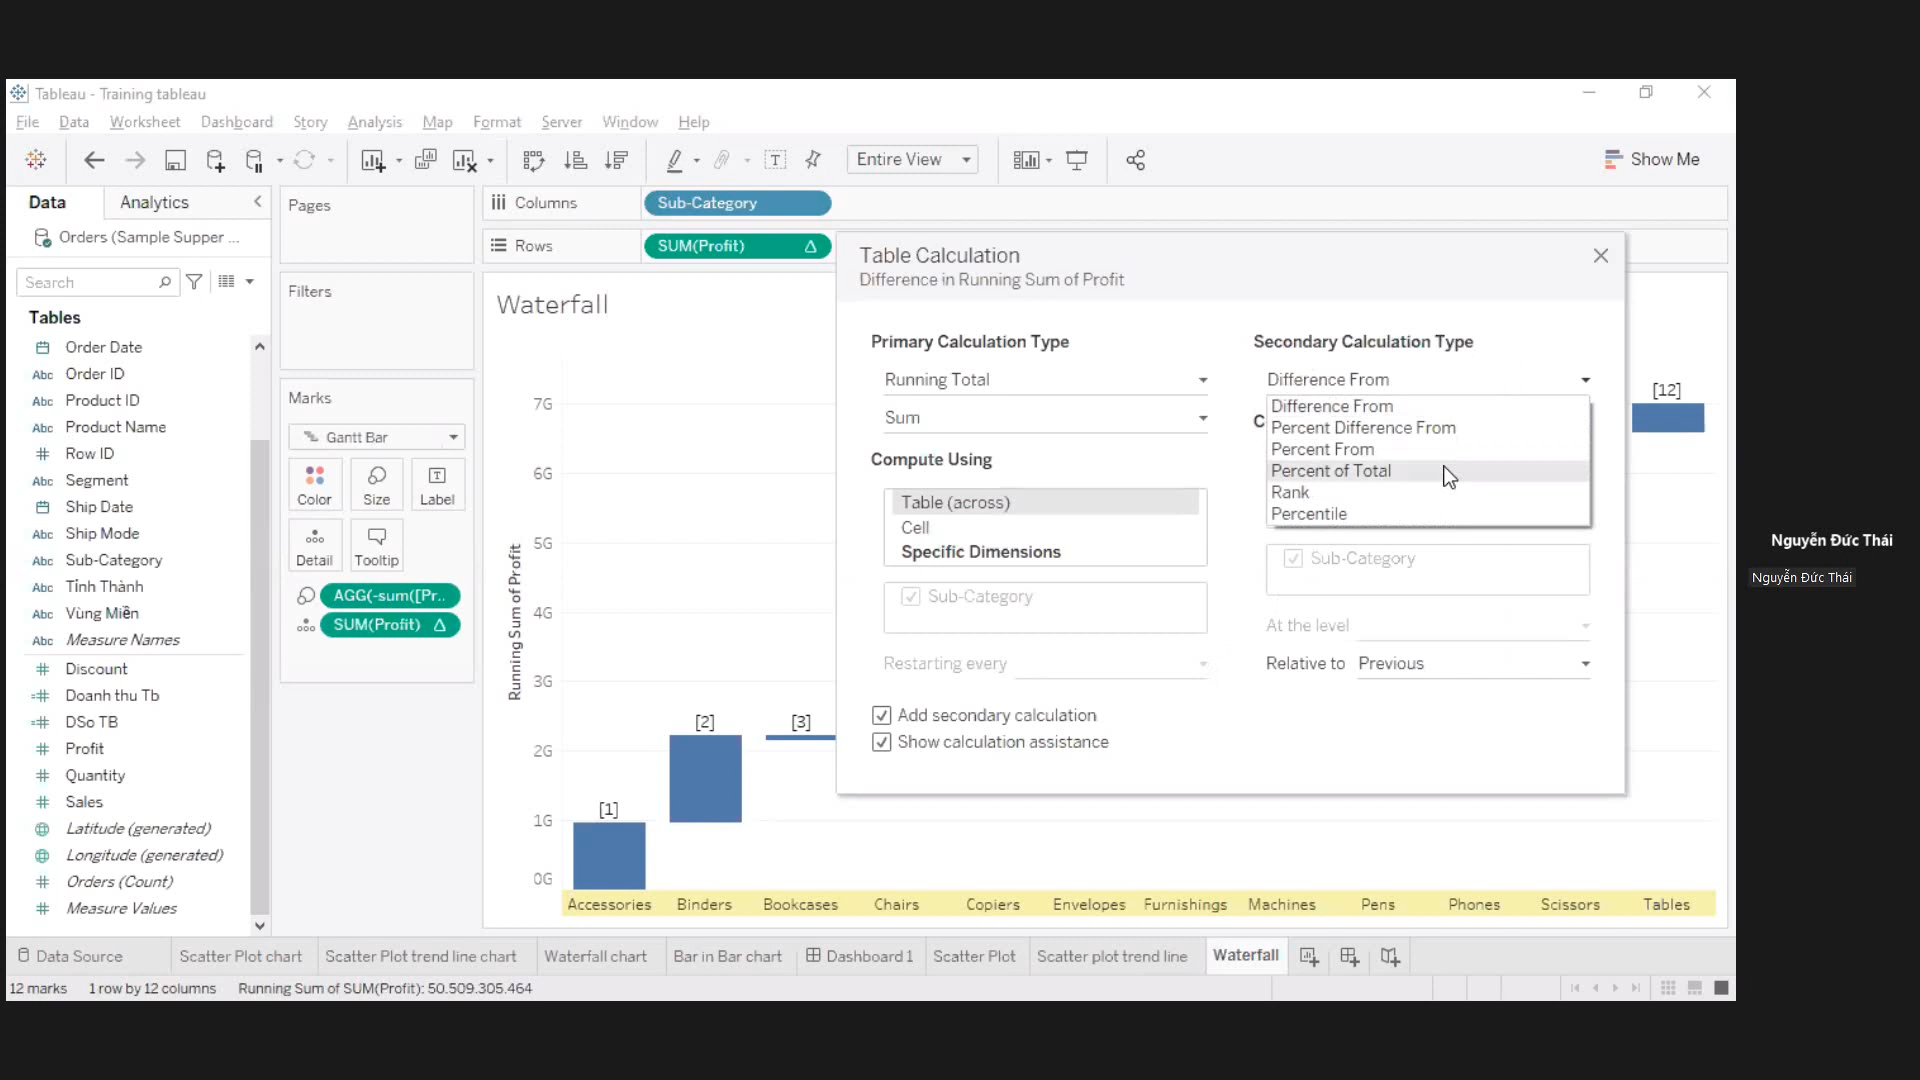 Tableau - Training tableau
File Data Worksheet Dashboard Story Analysis Map Format Server Window Help
Entire View
Show Me
Data Analytics
Orders (Sample Supper ...
Search
Tables
Order Date
Abc Order ID
Abc Product ID
Abc Product Name
Row ID
Abc Segment
Ship Date
Abc Ship Mode
Abc Sub-Category
Abc Tỉnh Thành
Abc Vùng Miền
Abc Measure Names
Discount
Doanh thu Tb
DSo TB
Profit
Quantity
Sales
Latitude (generated)
Longitude (generated)
Orders (Count)
Measure Values
Pages
Filters
Marks
Gantt Bar
Color Size Label
Detail Tooltip
AGG(-sum([Pr..
SUM(Profit)
Columns Sub-Category
Rows SUM(Profit)
Waterfall
Running Sum of Profit
7G
6G
5G
4G
3G
2G
1G
0G
[1]
[2]
[3]
[12]
Accessories Binders Bookcases Chairs Copiers Envelopes Furnishings Machines Pens Phones Scissors Tables
Table Calculation
Difference in Running Sum of Profit
Primary Calculation Type
Running Total
Sum
Compute Using
Table (across)
Cell
Specific Dimensions
Sub-Category
Restarting every
Add secondary calculation
Show calculation assistance
Secondary Calculation Type
Difference From
Difference From
Percent Difference From
Percent From
Percent of Total
Rank
Percentile
Sub-Category
At the level
Relative to Previous
Data Source Scatter Plot chart Scatter Plot trend line chart Waterfall chart Bar in Bar chart Dashboard 1 Scatter Plot Scatter plot trend line Waterfall
12 marks 1 row by 12 columns Running Sum of SUM(Profit): 50.509.305.464
Nguyễn Đức Thái
Nguyễn Đức Thái